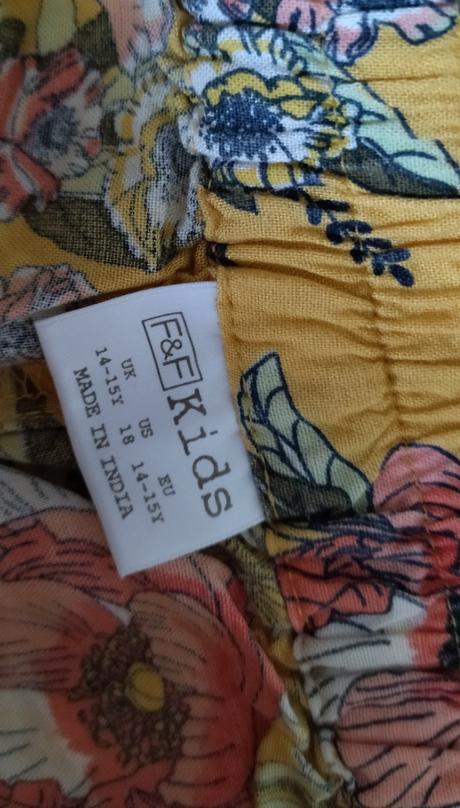 F&F Kids
UK US EU
14-15Y 18 14-15Y
MADE IN INDIA